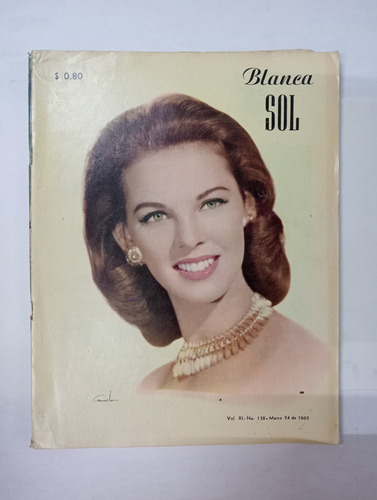 $ 0.80
Blanca
SOL
Vol XI - No. 138 - Marzo 24 de 1965